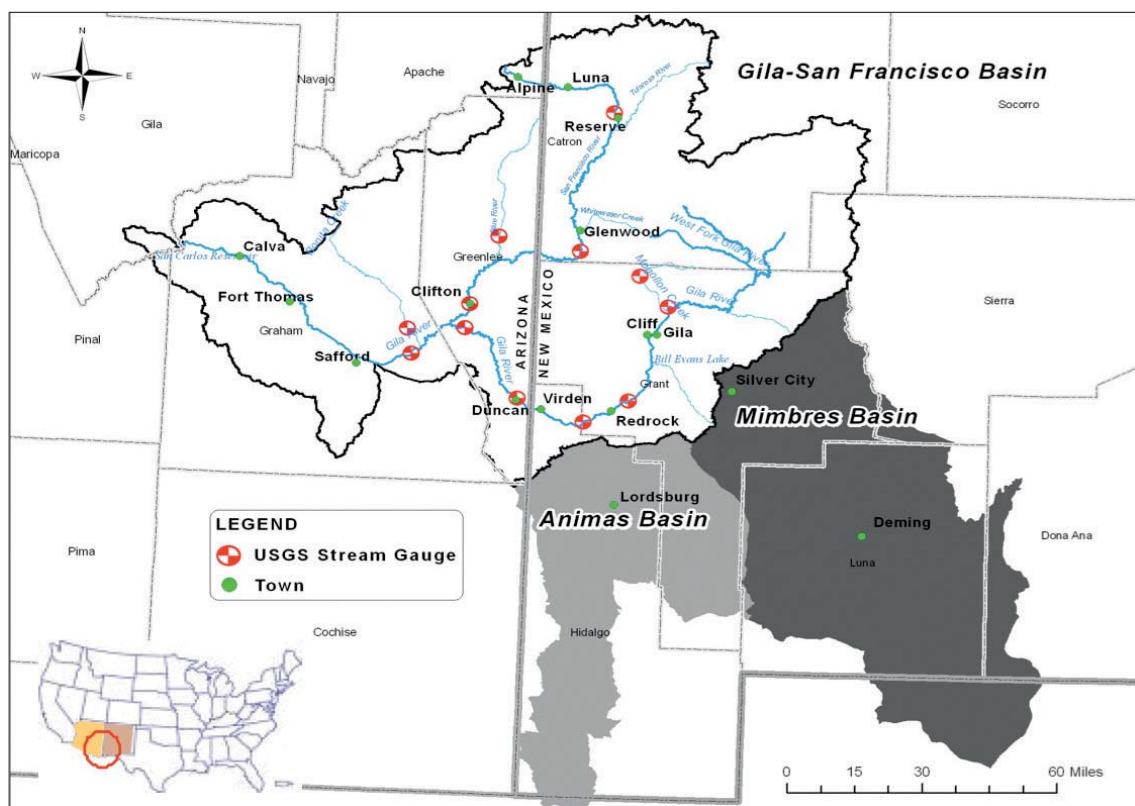 N
W E
S
Gila-San Francisco Basin
Navajo
Apache
Alpine
Luna
Tularosa River
Socorro
Gila
Reserve
Catron
Maricopa
San Francisco River
Whitewater Creek
West Fork Gila River
Glenwood
Calva
San Carlos Reservoir
Greenlee
Mogollon Creek
Clifton
Gila River
Fort Thomas
ARIZONA
NEW MEXICO
Sierra
Graham
Gila River
Cliff
Gila
Pinal
Safford
Gila River
Bill Evans Lake
Grant
Silver City
Duncan
Virden
Redrock
Mimbres Basin
Lordsburg
Animas Basin
Deming
Luna
Dona Ana
Pima
LEGEND
USGS Stream Gauge
Town
Cochise
Hidalgo
0 15 30 60 Miles